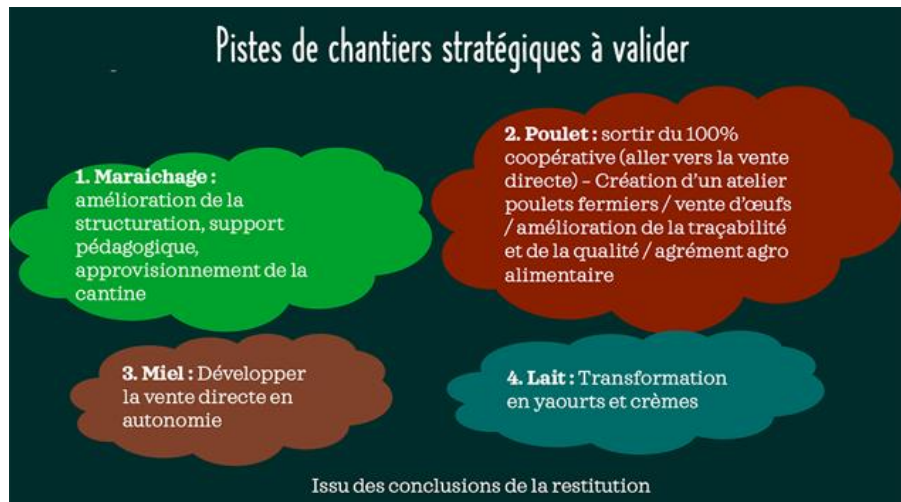 Pistes de chantiers stratégiques à valider
1. Maraichage :
amélioration de la
structuration, support
pédagogique,
approvisionnement de la
cantine
2. Poulet : sortir du 100%
coopérative (aller vers la vente
directe) – Création d'un atelier
poulets fermiers / vente d'œufs
/ amélioration de la traçabilité
et de la qualité / agrément agro
alimentaire
3. Miel : Développer
la vente directe en
autonomie
4. Lait : Transformation
en yaourts et crèmes
Issu des conclusions de la restitution